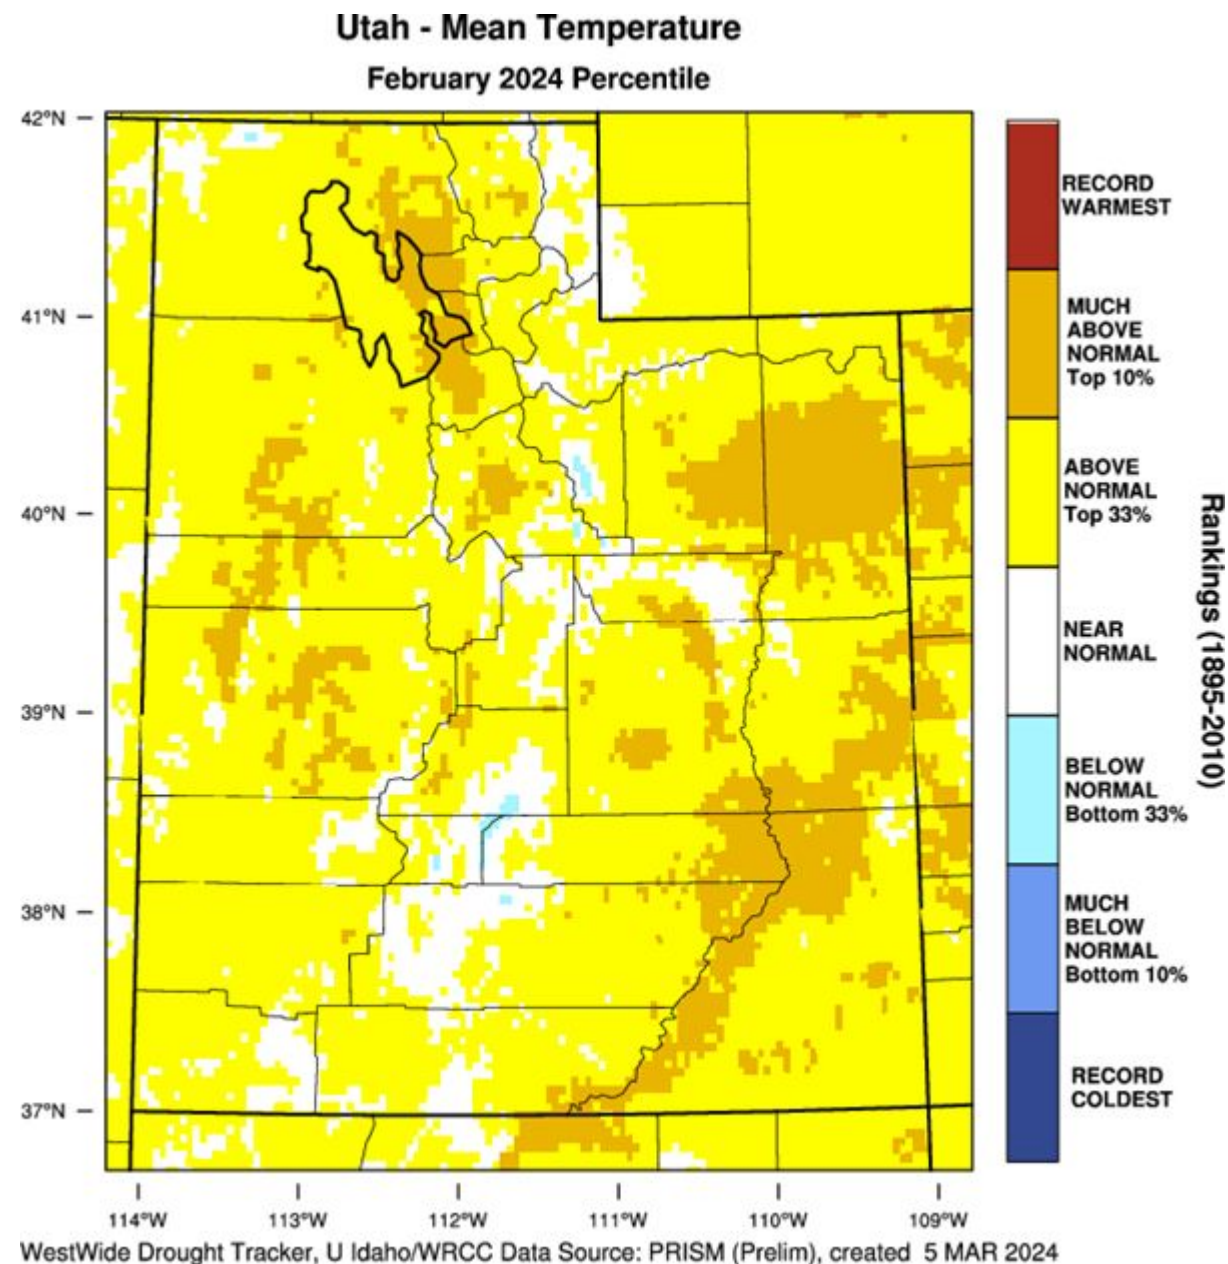 Utah - Mean Temperature
February 2024 Percentile
42°N
41°N
40°N
39°N
38°N
37°N
114°W
113°W
112°W
111°W
110°W
109°W
RECORD
WARMEST
MUCH
ABOVE
NORMAL
Top 10%
ABOVE
NORMAL
Top 33%
NEAR
NORMAL
BELOW
NORMAL
Bottom 33%
MUCH
BELOW
NORMAL
Bottom 10%
RECORD
COLDEST
Rankings (1895-2010)
WestWide Drought Tracker, U Idaho/WRCC Data Source: PRISM (Prelim), created 5 MAR 2024